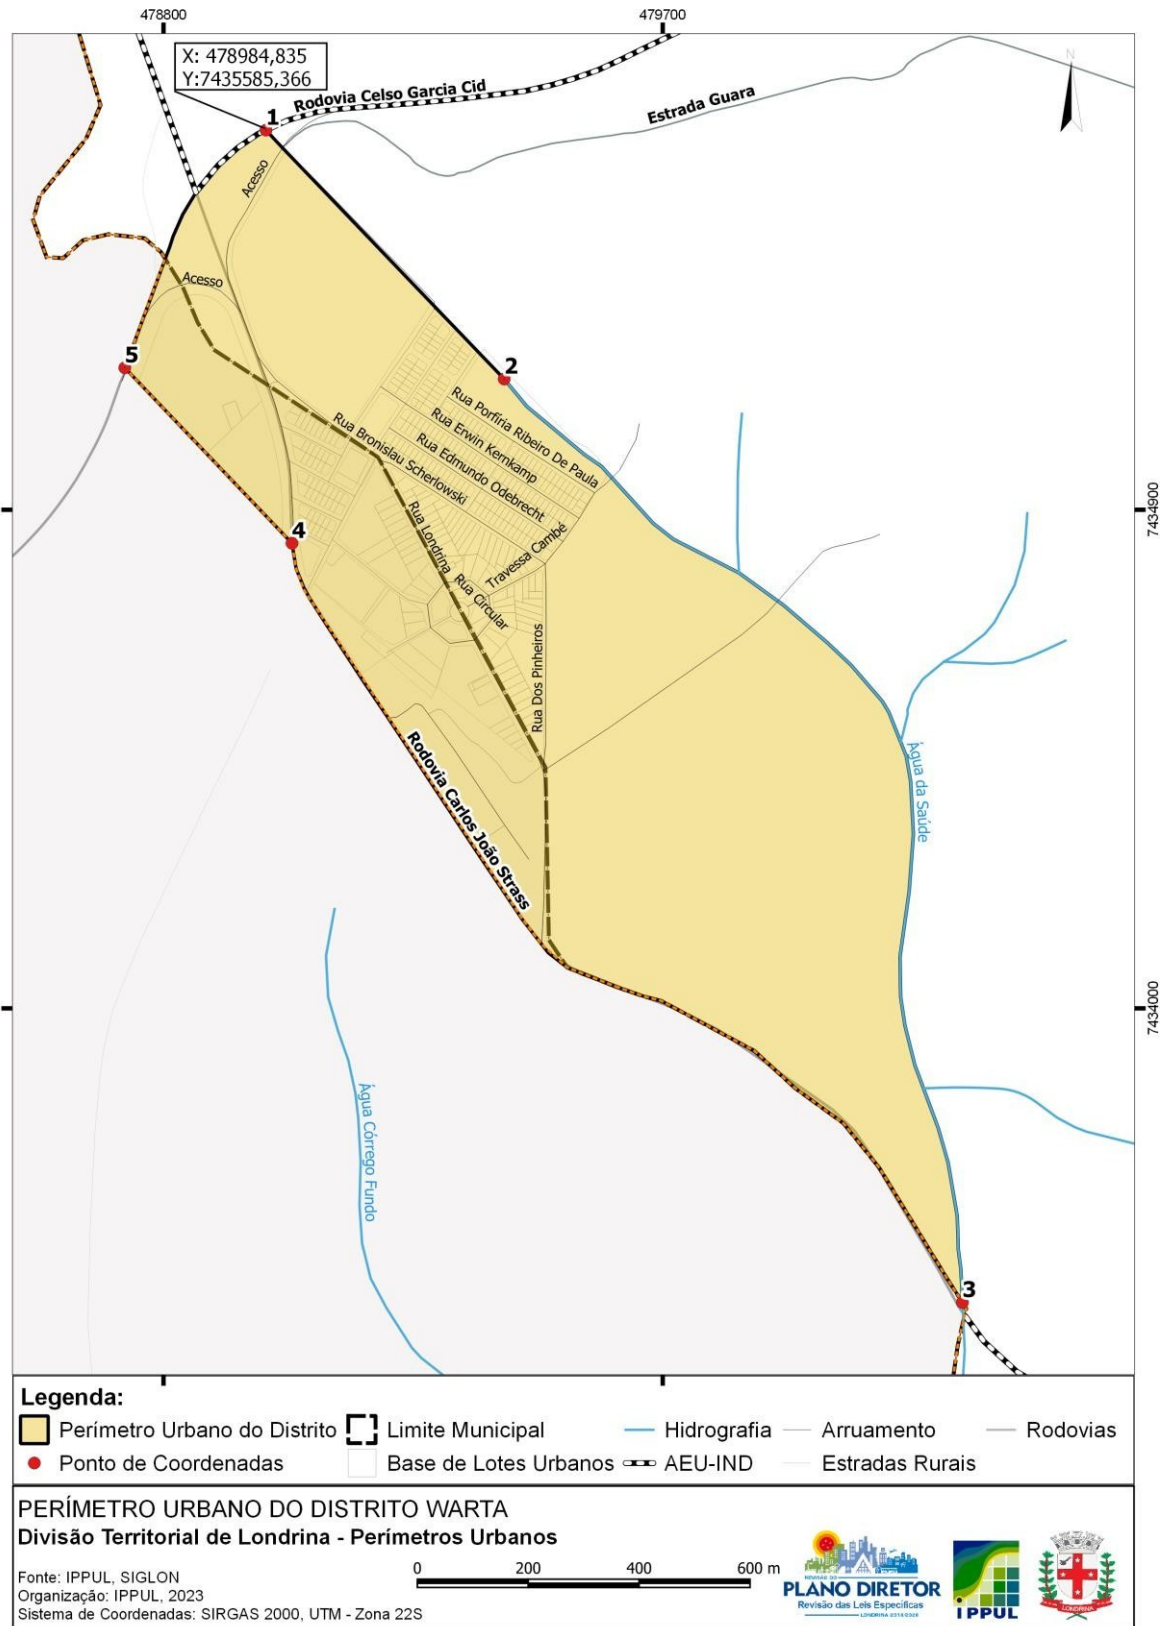 478800
479700
X: 478984,835
Y:7435585,366
N
Rodovia Celso Garcia Cid
Estrada Guara
1
Acesso
Acesso
5
2
Rua Porfiria Ribeiro De Paula
Rua Erwin Kernkamp
Rua Edmundo Odebrecht
Rua Bronislau Scherlowski
7434900
4
Rua Londrina
Travessa Cambé
Rua Circular
Rua Dos Pinheiros
Rodovia Carlos João Strass
Água da Saúde
7434000
Água Córrego Fundo
3
Legenda:
Perímetro Urbano do Distrito
Limite Municipal
Hidrografia
Arruamento
Rodovias
Ponto de Coordenadas
Base de Lotes Urbanos
AEU-IND
Estradas Rurais
PERÍMETRO URBANO DO DISTRITO WARTA
Divisão Territorial de Londrina - Perímetros Urbanos
Fonte: IPPUL, SIGLON
Organização: IPPUL, 2023
Sistema de Coordenadas: SIRGAS 2000, UTM - Zona 22S
0 200 400 600 m
REVISÃO DO
PLANO DIRETOR
Revisão das Leis Específicas
IPPUL
LONDRINA